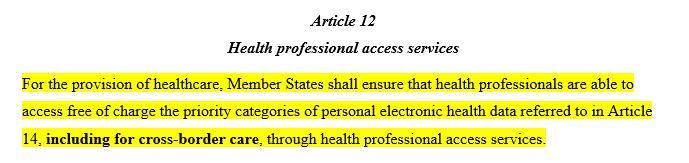 Article 12
Health professional access services
For the provision of healthcare, Member States shall ensure that health professionals are able to
access free of charge the priority categories of personal electronic health data referred to in Article
14, including for cross-border care, through health professional access services.